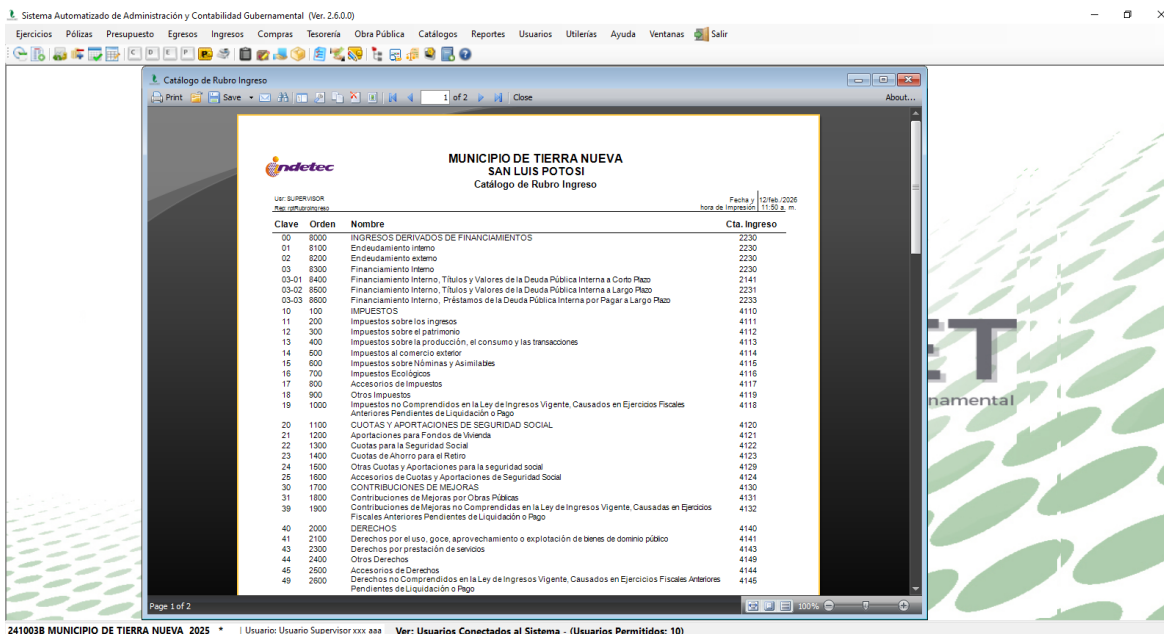 Sistema Automatizado de Administración y Contabilidad Gubernamental (Ver. 2.6.0.0)
Ejercicios Pólizas Presupuesto Egresos Ingresos Compras Tesorería Obra Pública Catálogos Reportes Usuarios Utilerías Ayuda Ventanas Salir
Catálogo de Rubro Ingreso
Print Save 1 of 2 Close About...
indetec
MUNICIPIO DE TIERRA NUEVA
SAN LUIS POTOSI
Catálogo de Rubro Ingreso
Usr: SUPERVISOR
Rep: rptRubroIngreso
Fecha y 12/feb./2026
hora de Impresión 11:50 a. m.
Clave Orden Nombre Cta. Ingreso
00 8000 INGRESOS DERIVADOS DE FINANCIAMIENTOS 2230
01 8100 Endeudamiento interno 2230
02 8200 Endeudamiento externo 2230
03 8300 Financiamiento Interno 2230
03-01 8400 Financiamiento Interno, Títulos y Valores de la Deuda Pública Interna a Corto Plazo 2141
03-02 8500 Financiamiento Interno, Títulos y Valores de la Deuda Pública Interna a Largo Plazo 2231
03-03 8600 Financiamiento Interno, Préstamos de la Deuda Pública Interna por Pagar a Largo Plazo 2233
10 100 IMPUESTOS 4110
11 200 Impuestos sobre los ingresos 4111
12 300 Impuestos sobre el patrimonio 4112
13 400 Impuestos sobre la producción, el consumo y las transacciones 4113
14 500 Impuestos al comercio exterior 4114
15 600 Impuestos sobre Nóminas y Asimilables 4115
16 700 Impuestos Ecológicos 4116
17 800 Accesorios de Impuestos 4117
18 900 Otros Impuestos 4119
19 1000 Impuestos no Comprendidos en la Ley de Ingresos Vigente, Causados en Ejercicios Fiscales 4118
Anteriores Pendientes de Liquidación o Pago
20 1100 CUOTAS Y APORTACIONES DE SEGURIDAD SOCIAL 4120
21 1200 Aportaciones para Fondos de Vivienda 4121
22 1300 Cuotas para la Seguridad Social 4122
23 1400 Cuotas de Ahorro para el Retiro 4123
24 1500 Otras Cuotas y Aportaciones para la seguridad social 4129
25 1600 Accesorios de Cuotas y Aportaciones de Seguridad Social 4124
30 1700 CONTRIBUCIONES DE MEJORAS 4130
31 1800 Contribuciones de Mejoras por Obras Públicas 4131
39 1900 Contribuciones de Mejoras no Comprendidas en la Ley de Ingresos Vigente, Causadas en Ejercicios 4132
Fiscales Anteriores Pendientes de Liquidación o Pago
40 2000 DERECHOS 4140
41 2100 Derechos por el uso, goce, aprovechamiento o explotación de bienes de dominio público 4141
43 2300 Derechos por prestación de servicios 4143
44 2400 Otros Derechos 4149
45 2500 Accesorios de Derechos 4144
49 2600 Derechos no Comprendidos en la Ley de Ingresos Vigente, Causados en Ejercicios Fiscales Anteriores 4145
Pendientes de Liquidación o Pago
ET
namental
Page 1 of 2 100%
241003B MUNICIPIO DE TIERRA NUEVA 2025 * Usuario: Usuario Supervisor xxx aaa Ver: Usuarios Conectados al Sistema - (Usuarios Permitidos: 10)